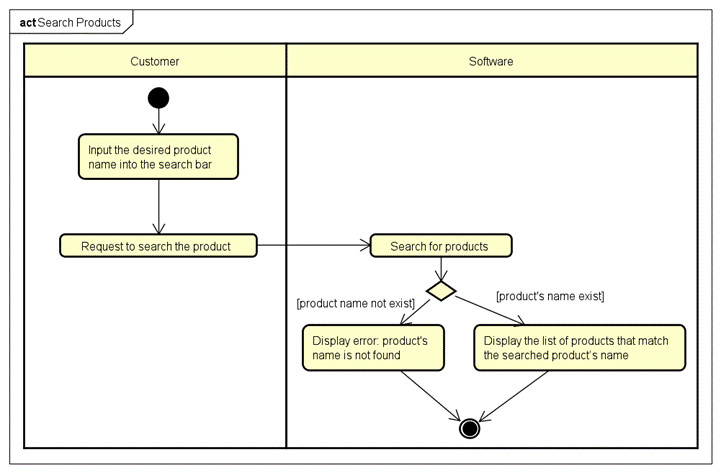 act Search Products
Customer
Software
Input the desired product
name into the search bar
Request to search the product
Search for products
[product name not exist]
[product's name exist]
Display error: product's
name is not found
Display the list of products that match
the searched product's name